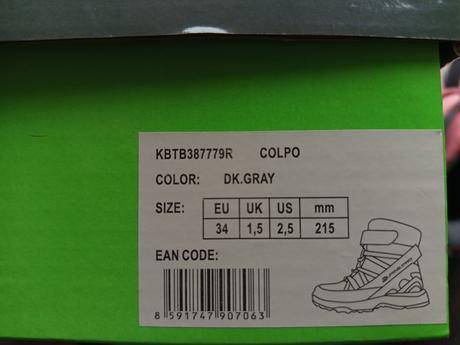 KBTB387779R COLPO
COLOR: DK.GRAY
SIZE: EU UK US mm
34 1,5 2,5 215
EAN CODE:
8 591747 907063